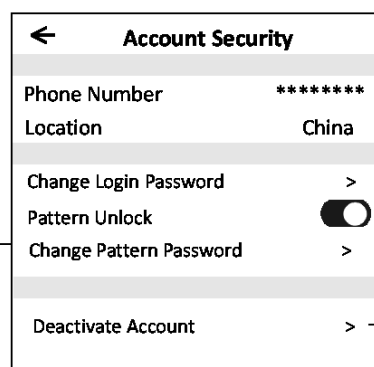 ← Account Security
Phone Number ********
Location China
Change Login Password >
Pattern Unlock
Change Pattern Password >
Deactivate Account >